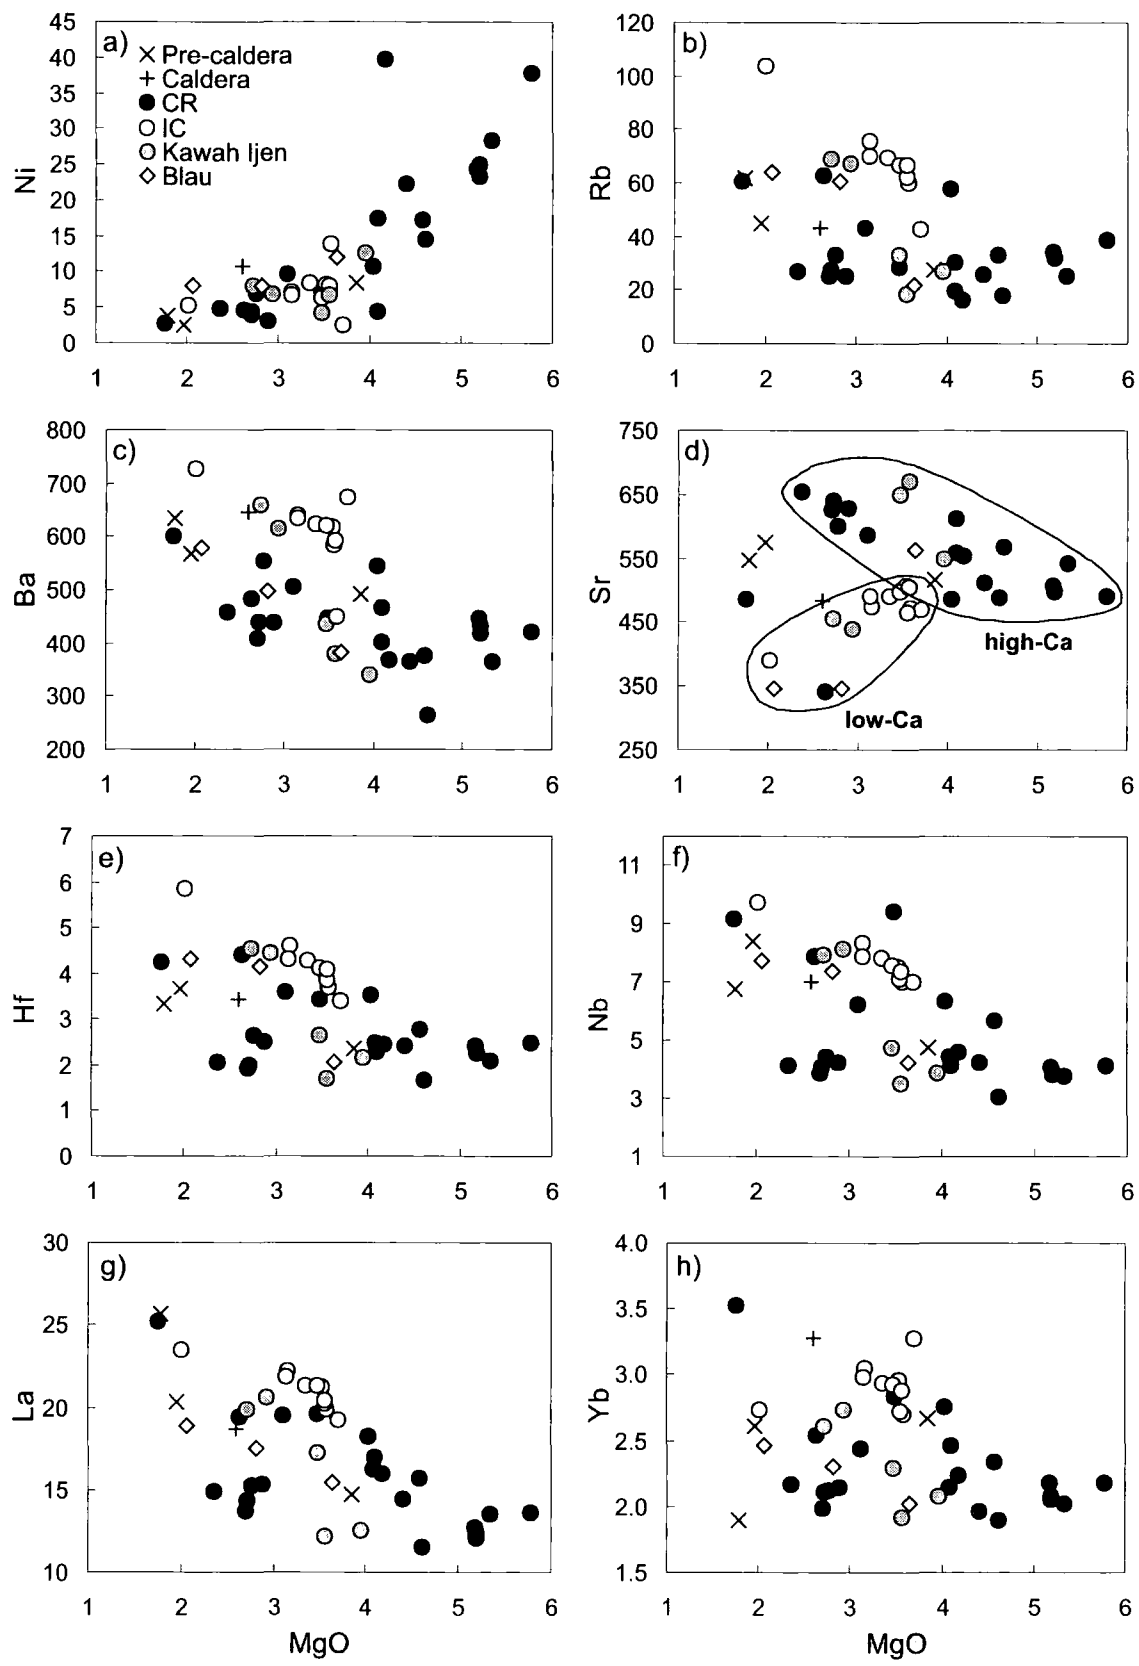 a)
45
40
35
30
25
20
15
10
5
0
Ni
× Pre-caldera
+ Caldera
CR
IC
Kawah Ijen
Blau
1 2 3 4 5 6
b)
120
100
80
60
40
20
0
Rb
1 2 3 4 5 6
c)
800
700
600
500
400
300
200
Ba
1 2 3 4 5 6
d)
750
650
550
450
350
250
Sr
high-Ca
low-Ca
1 2 3 4 5 6
e)
7
6
5
4
3
2
1
0
Hf
1 2 3 4 5 6
f)
11
9
7
5
3
1
Nb
1 2 3 4 5 6
g)
30
25
20
15
10
La
1 2 3 4 5 6
MgO
h)
4.0
3.5
3.0
2.5
2.0
1.5
Yb
1 2 3 4 5 6
MgO